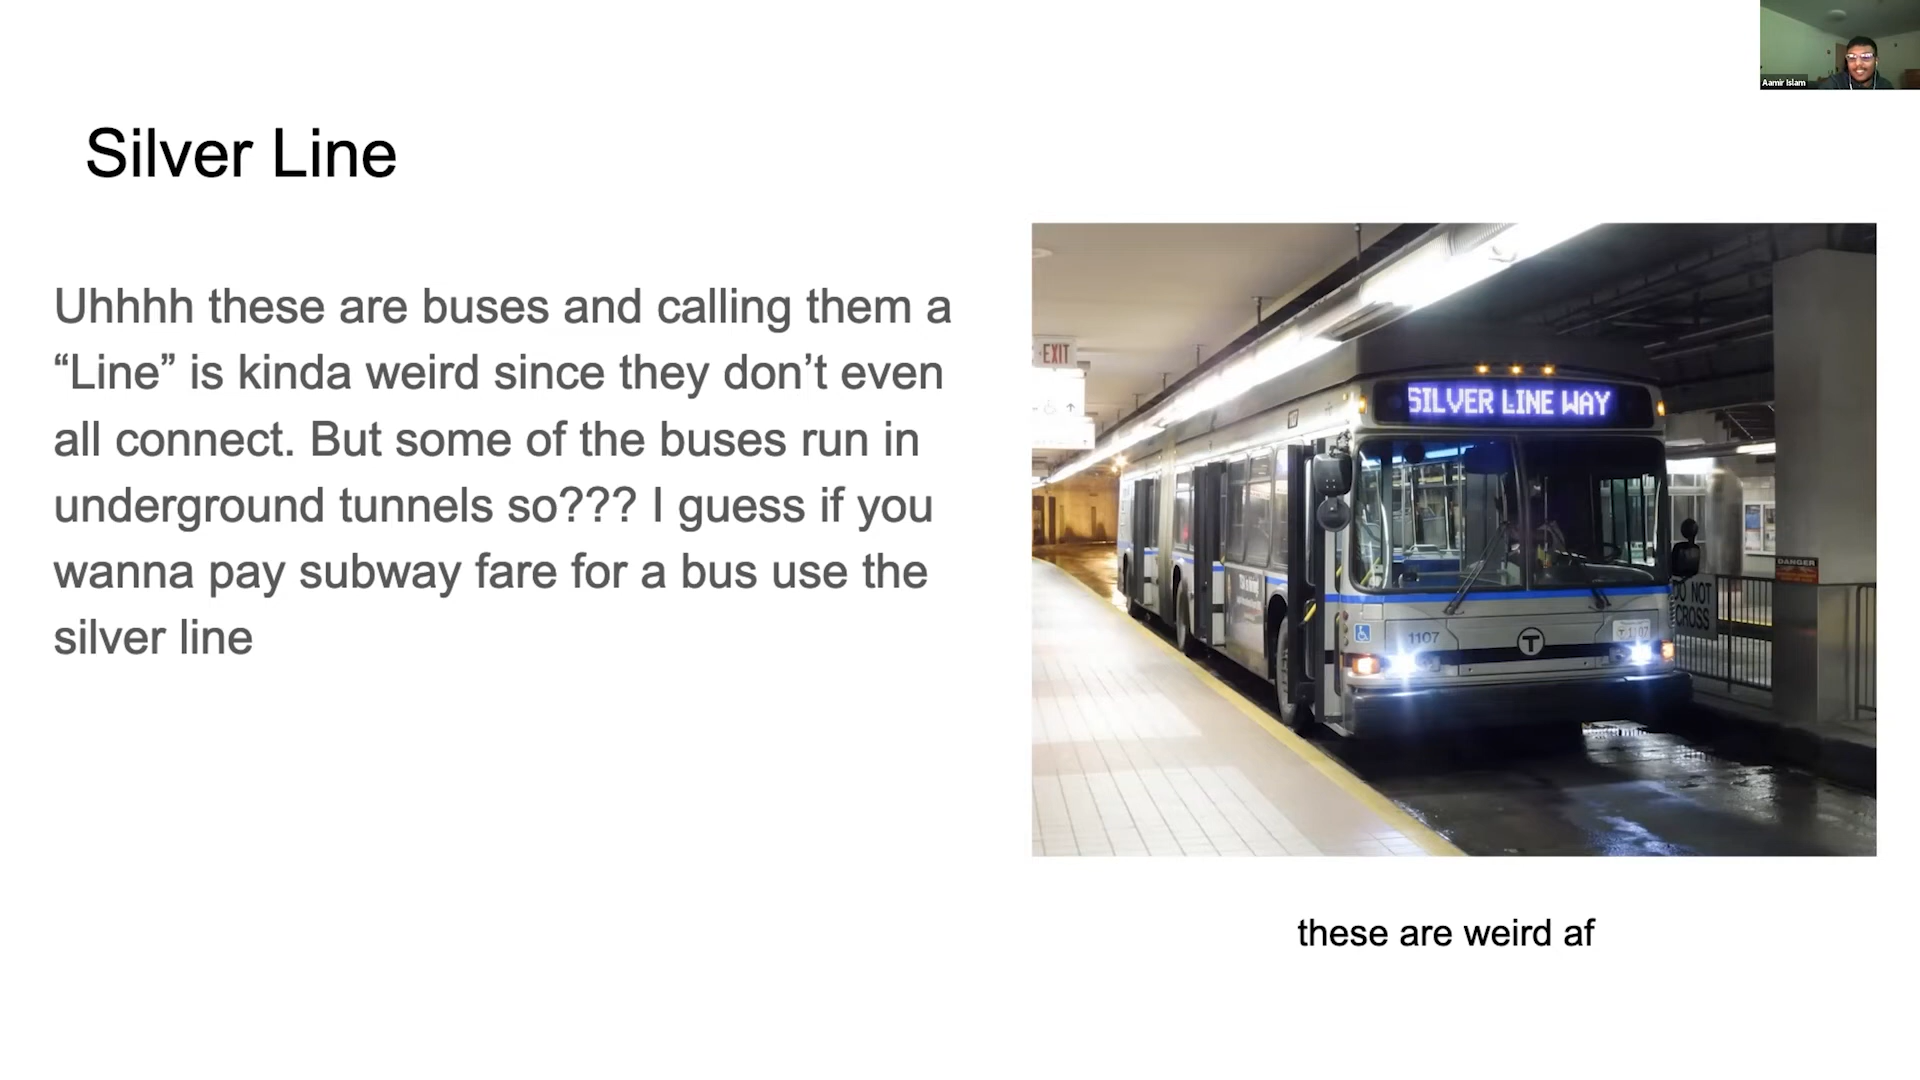 Aamir Islam
Silver Line
Uhhhh these are buses and calling them a
“Line” is kinda weird since they don’t even
all connect. But some of the buses run in
underground tunnels so??? I guess if you
wanna pay subway fare for a bus use the
silver line
EXIT
SILVER LINE WAY
DANGER
DO NOT
CROSS
1107
T
these are weird af